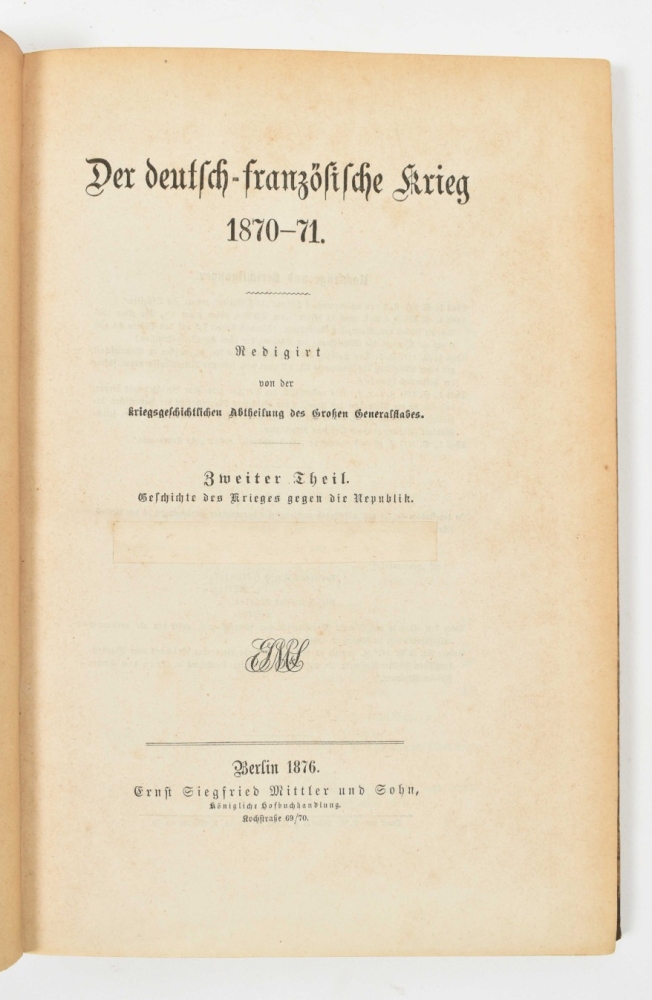 Der deutsch-französische Krieg
1870–71.
Redigirt
von der
kriegsgeschichtlichen Abtheilung des Großen Generalstabes.
Zweiter Theil.
Geschichte des Krieges gegen die Republik.
ESMS
Berlin 1876.
Ernst Siegfried Mittler und Sohn,
Königliche Hofbuchhandlung.
Kochstraße 69/70.